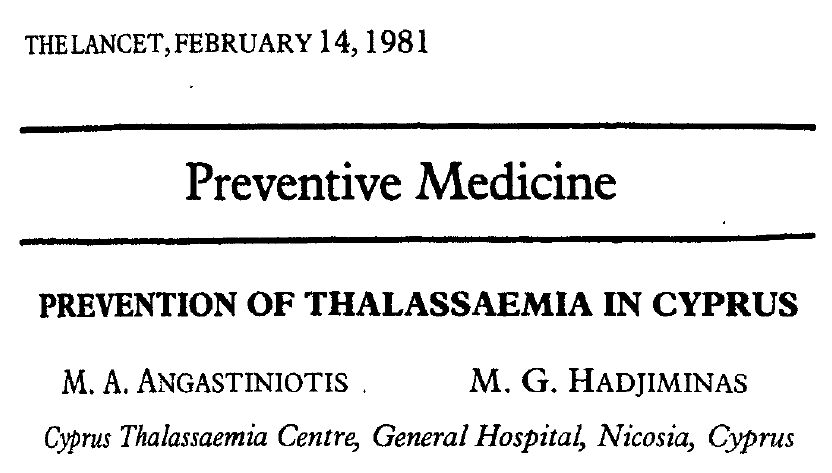 THE LANCET, FEBRUARY 14, 1981
Preventive Medicine
PREVENTION OF THALASSAEMIA IN CYPRUS
M. A. ANGASTINIOTIS M. G. HADJIMINAS
Cyprus Thalassaemia Centre, General Hospital, Nicosia, Cyprus